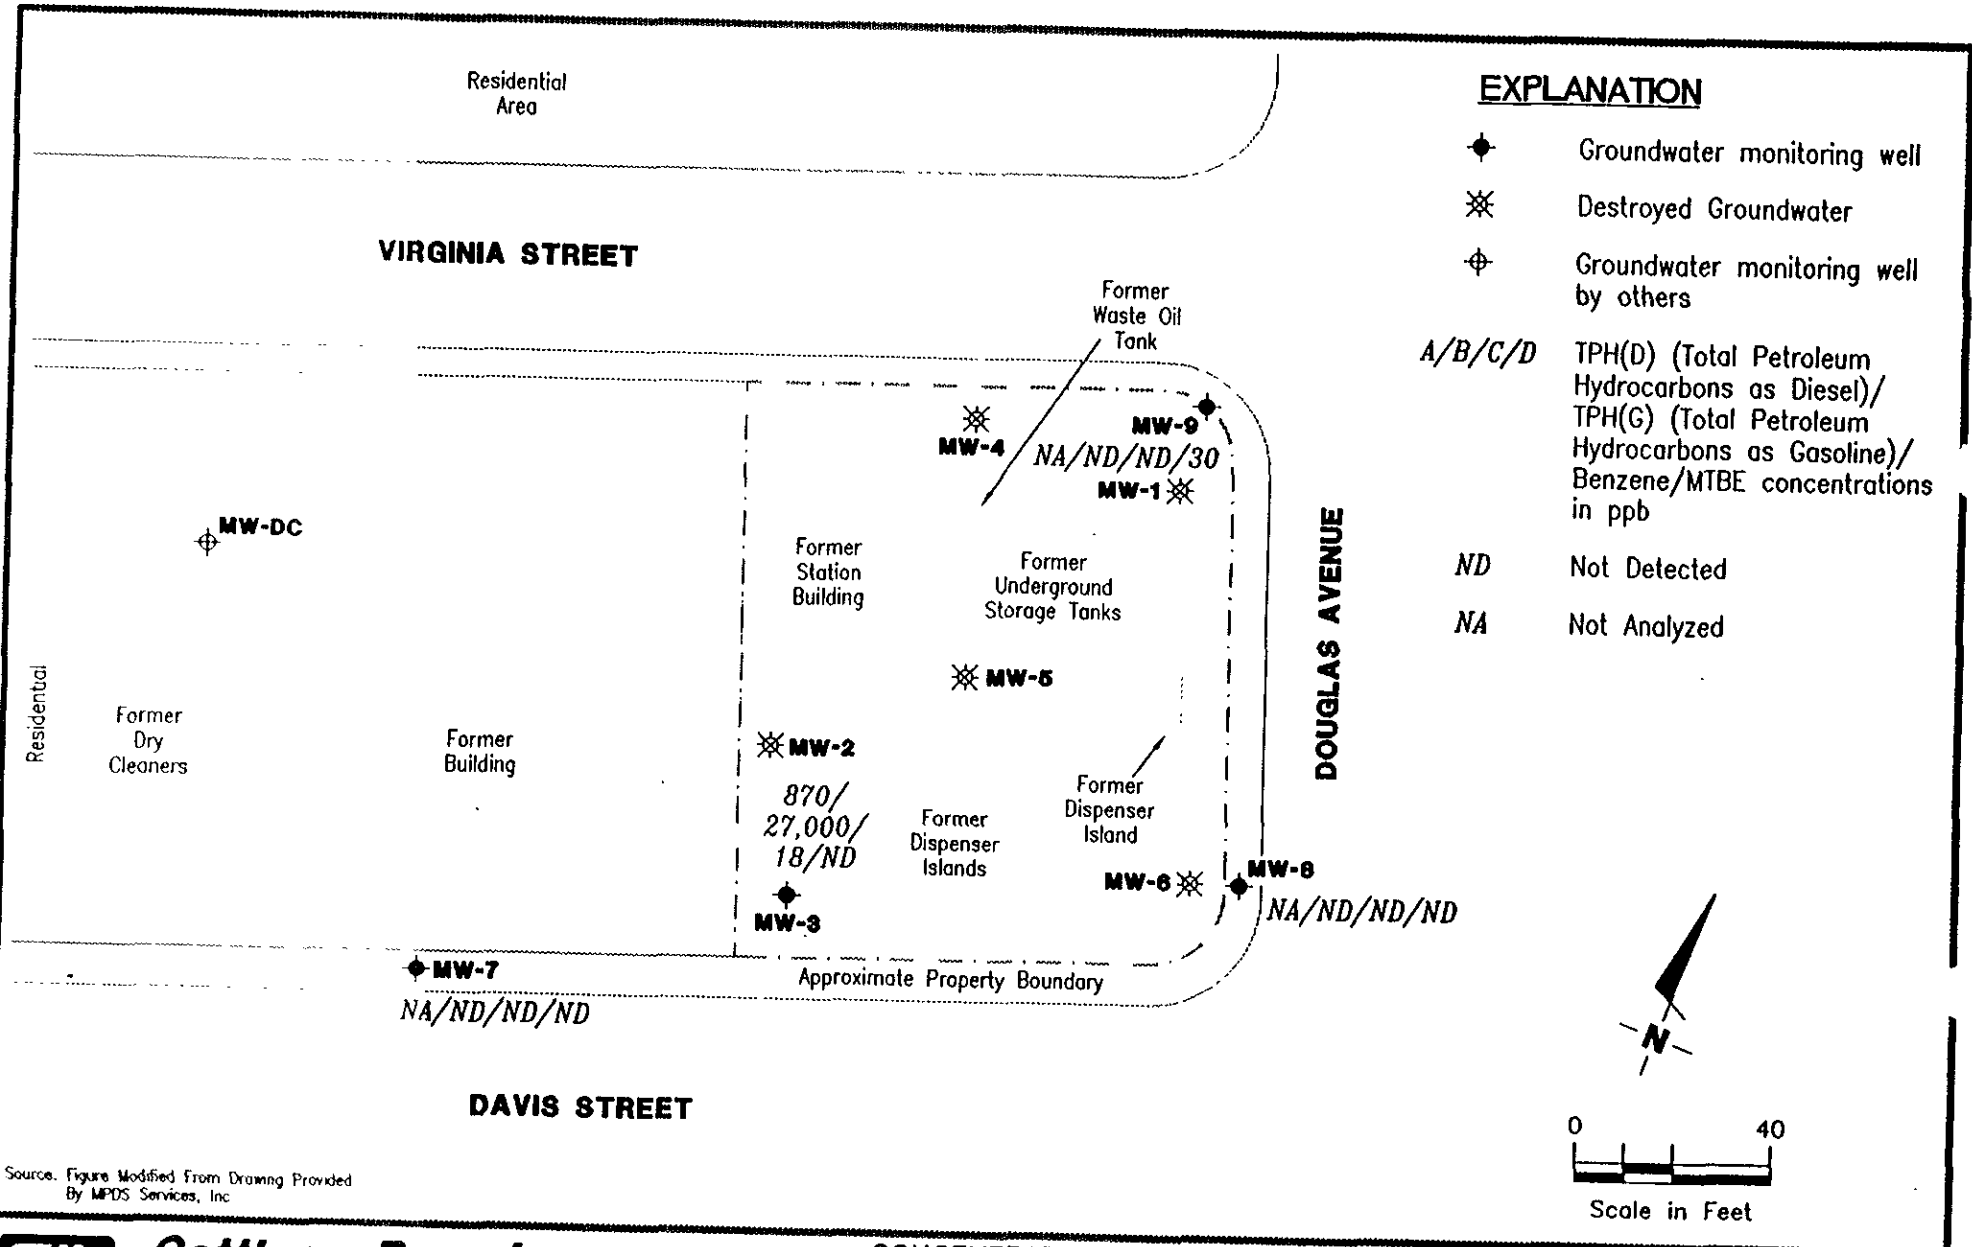 Residential
Area
VIRGINIA STREET
Former
Waste Oil
Tank
MW-4
MW-9
NA/ND/ND/30
MW-1
MW-DC
Former
Station
Building
Former
Underground
Storage Tanks
DOUGLAS AVENUE
MW-5
Residential
Former
Dry
Cleaners
Former
Building
MW-2
870/
27,000/
18/ND
MW-3
Former
Dispenser
Islands
Former
Dispenser
Island
MW-6
MW-8
NA/ND/ND/ND
MW-7
NA/ND/ND/ND
Approximate Property Boundary
DAVIS STREET
EXPLANATION
Groundwater monitoring well
Destroyed Groundwater
Groundwater monitoring well
by others
A/B/C/D TPH(D) (Total Petroleum
Hydrocarbons as Diesel)/
TPH(G) (Total Petroleum
Hydrocarbons as Gasoline)/
Benzene/MTBE concentrations
in ppb
ND Not Detected
NA Not Analyzed
N
0 40
Scale in Feet
Source. Figure Modified From Drawing Provided
By MPDS Services, Inc